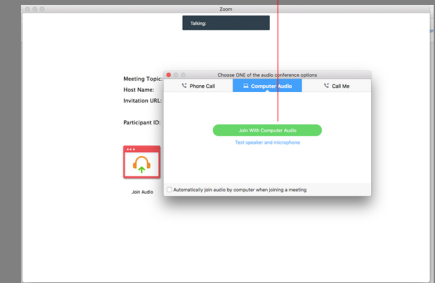 Zoom
Talking:
Choose ONE of the audio conference options
Phone Call
Computer Audio
Call Me
Meeting Topic:
Host Name:
Invitation URL:
Participant ID:
Join With Computer Audio
Test speaker and microphone
Join Audio
Automatically join audio by computer when joining a meeting